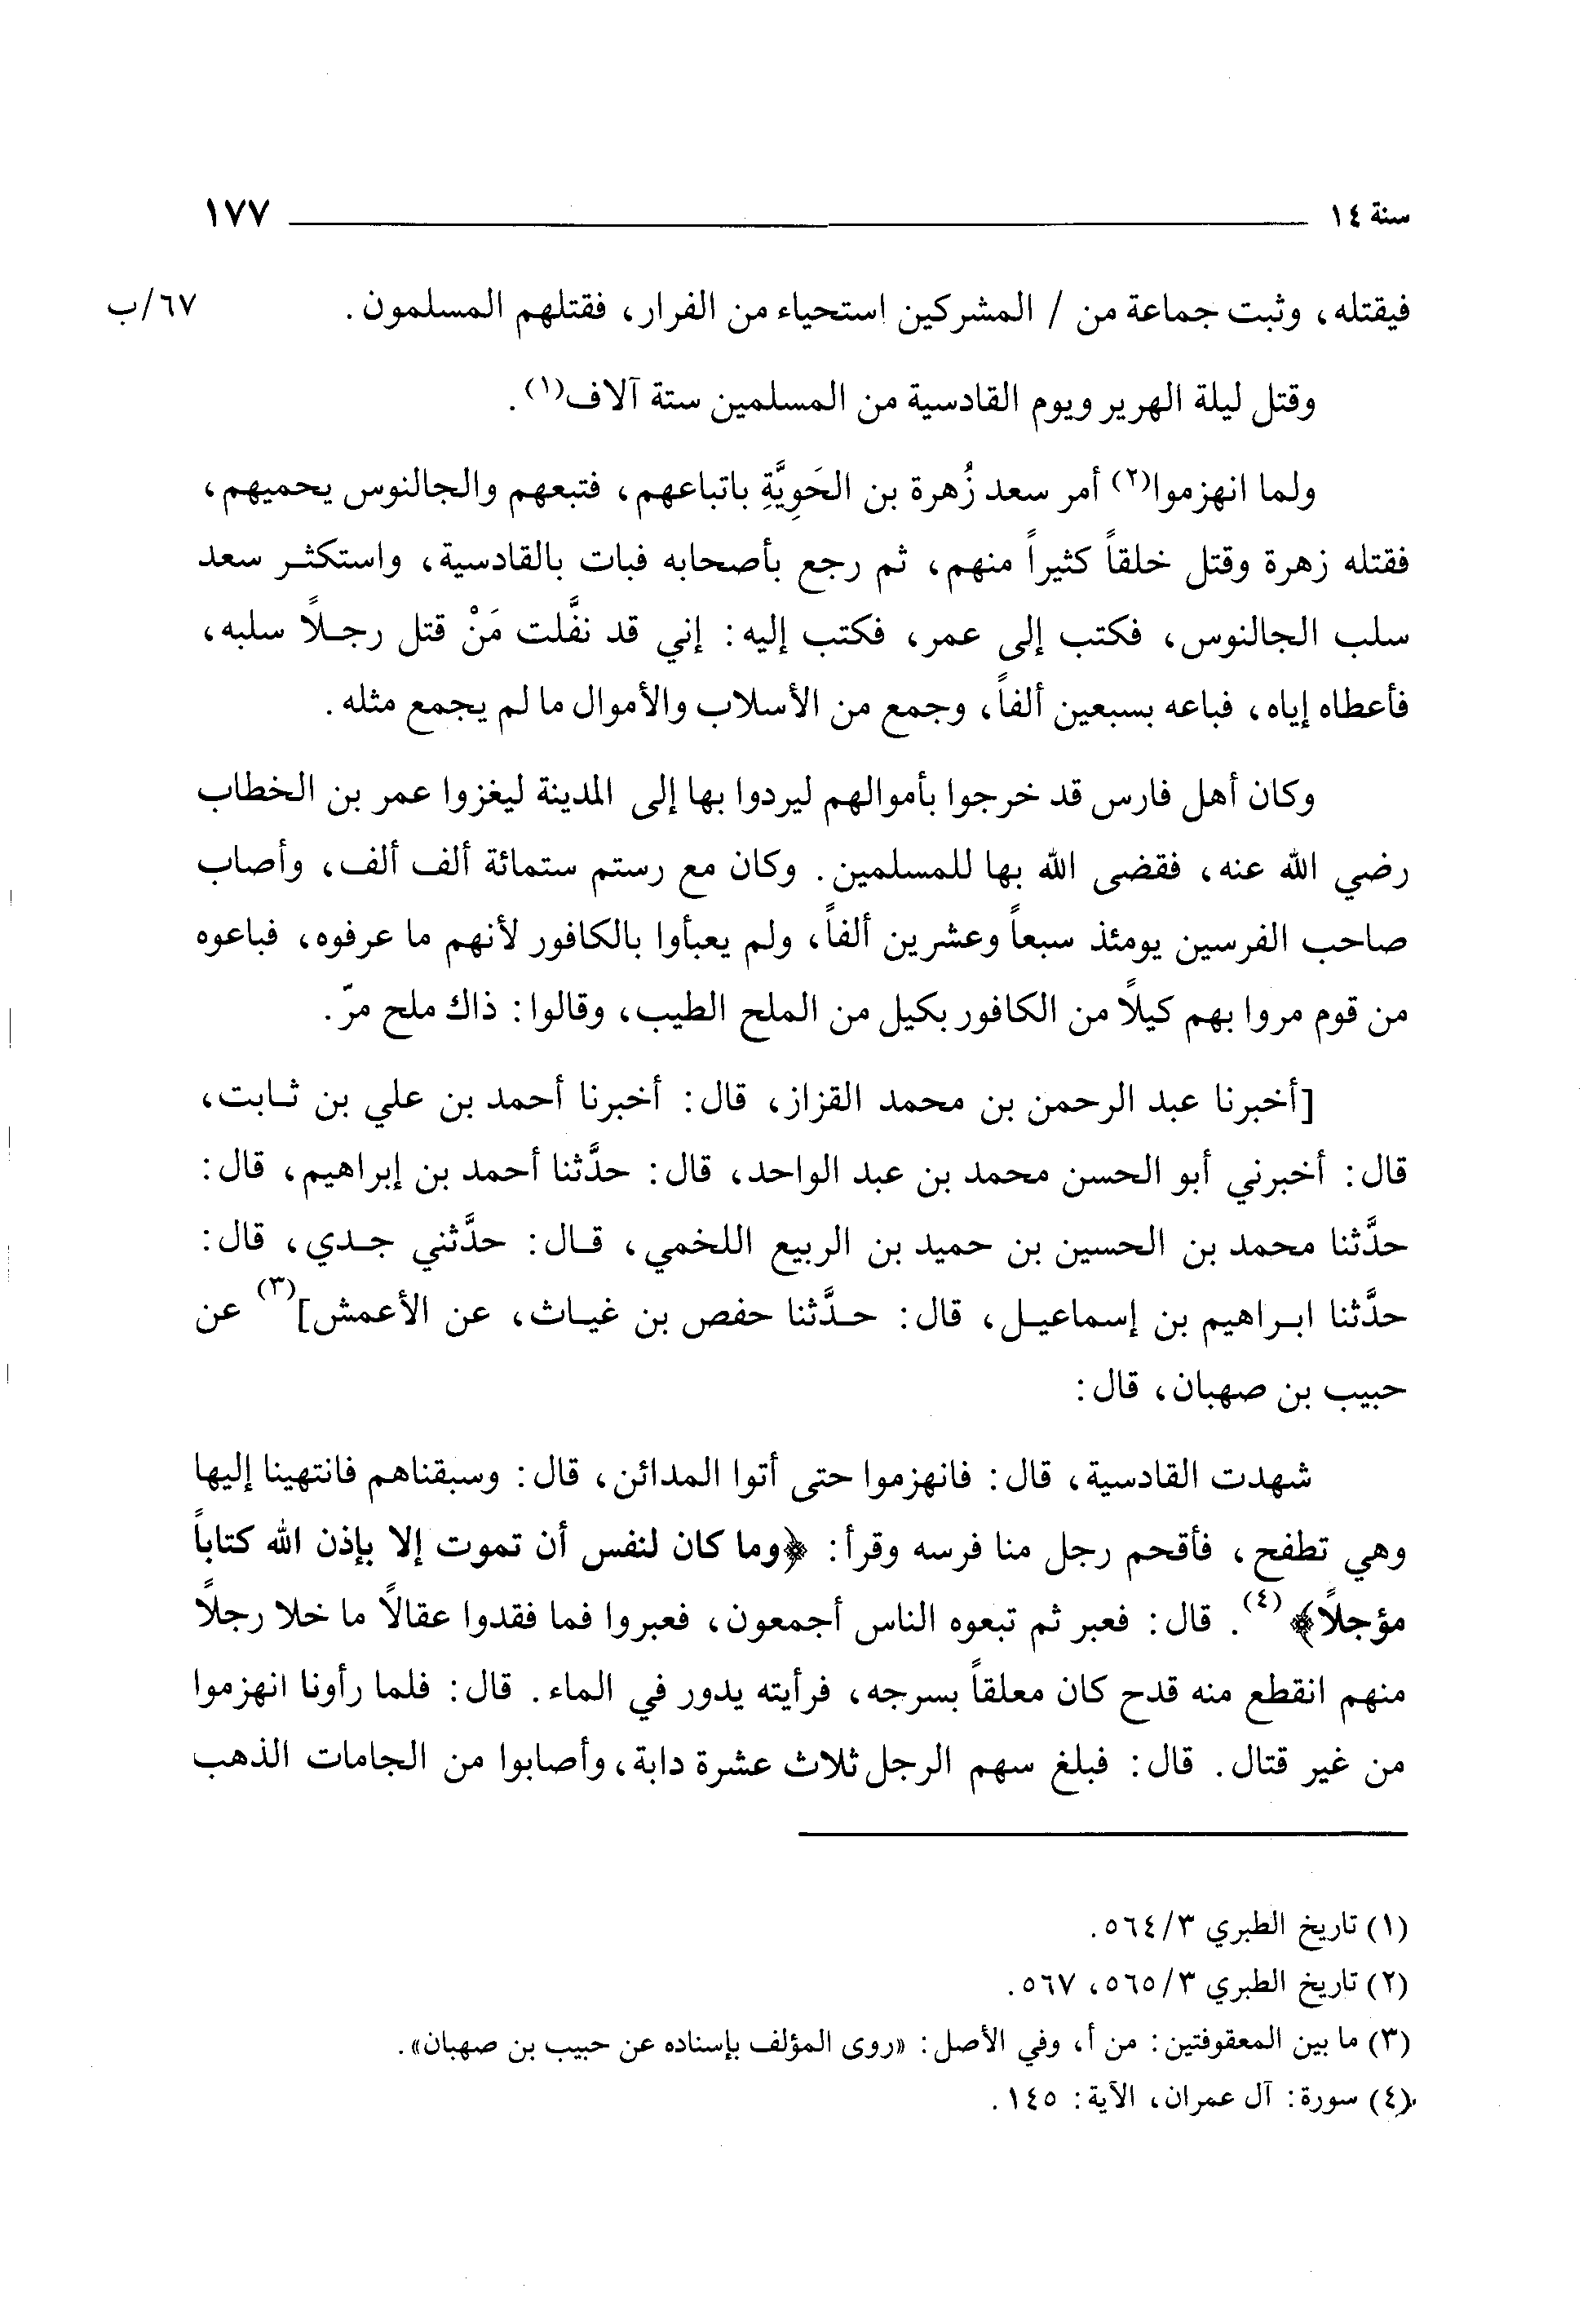 سنة ١٤ ١٧٧
فيقتله، وثبت جماعة من / المشركين استحياء من الفرار، فقتلهم المسلمون. ٦٧/ب
وقتل ليلة الهرير ويوم القادسية من المسلمين ستة آلاف(١).
ولما انهزموا(٢) أمر سعد زُهرة بن الحَوِيَّةِ باتباعهم، فتبعهم والجالنوس يحميهم،
فقتله زهرة وقتل خلقاً كثيراً منهم، ثم رجع بأصحابه فبات بالقادسية، واستكثر سعد
سلب الجالنوس، فكتب إلى عمر، فكتب إليه: إني قد نفَّلت مَنْ قتل رجلًا سلبه،
فأعطاه إياه، فباعه بسبعين ألفاً، وجمع من الأسلاب والأموال ما لم يجمع مثله.
وكان أهل فارس قد خرجوا بأموالهم ليردوا بها إلى المدينة ليغزوا عمر بن الخطاب
رضي الله عنه، فقضى الله بها للمسلمين. وكان مع رستم ستمائة ألف ألف، وأصاب
صاحب الفرسين يومئذ سبعاً وعشرين ألفاً، ولم يعبأوا بالكافور لأنهم ما عرفوه، فباعوه
من قوم مروا بهم كيلًا من الكافور بكيل من الملح الطيب، وقالوا: ذاك ملح مرّ.
[أخبرنا عبد الرحمن بن محمد القزاز، قال: أخبرنا أحمد بن علي بن ثابت،
قال: أخبرني أبو الحسن محمد بن عبد الواحد، قال: حدَّثنا أحمد بن إبراهيم، قال:
حدَّثنا محمد بن الحسين بن حميد بن الربيع اللخمي، قال: حدَّثني جدي، قال:
حدَّثنا ابراهيم بن إسماعيل، قال: حدَّثنا حفص بن غياث، عن الأعمش](٣) عن
حبيب بن صهبان، قال:
شهدت القادسية، قال: فانهزموا حتى أتوا المدائن، قال: وسبقناهم فانتهينا إليها
وهي تطفح، فأقحم رجل منا فرسه وقرأ: ﴿وما كان لنفس أن تموت إلا بإذن الله كتاباً
مؤجلًا﴾(٤). قال: فعبر ثم تبعوه الناس أجمعون، فعبروا فما فقدوا عقالًا ما خلا رجلًا
منهم انقطع منه قدح كان معلقاً بسرجه، فرأيته يدور في الماء. قال: فلما رأونا انهزموا
من غير قتال. قال: فبلغ سهم الرجل ثلاث عشرة دابة، وأصابوا من الجامات الذهب
(١) تاريخ الطبري ٣/٥٦٤.
(٢) تاريخ الطبري ٣/٥٦٥، ٥٦٧.
(٣) ما بين المعقوفتين: من أ، وفي الأصل: «روى المؤلف بإسناده عن حبيب بن صهبان».
(٤) سورة: آل عمران، الآية: ١٤٥.